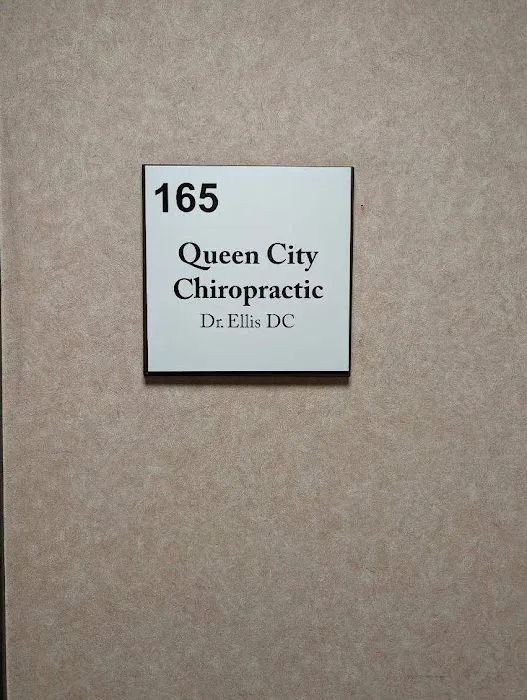 165
Queen City
Chiropractic
Dr. Ellis DC